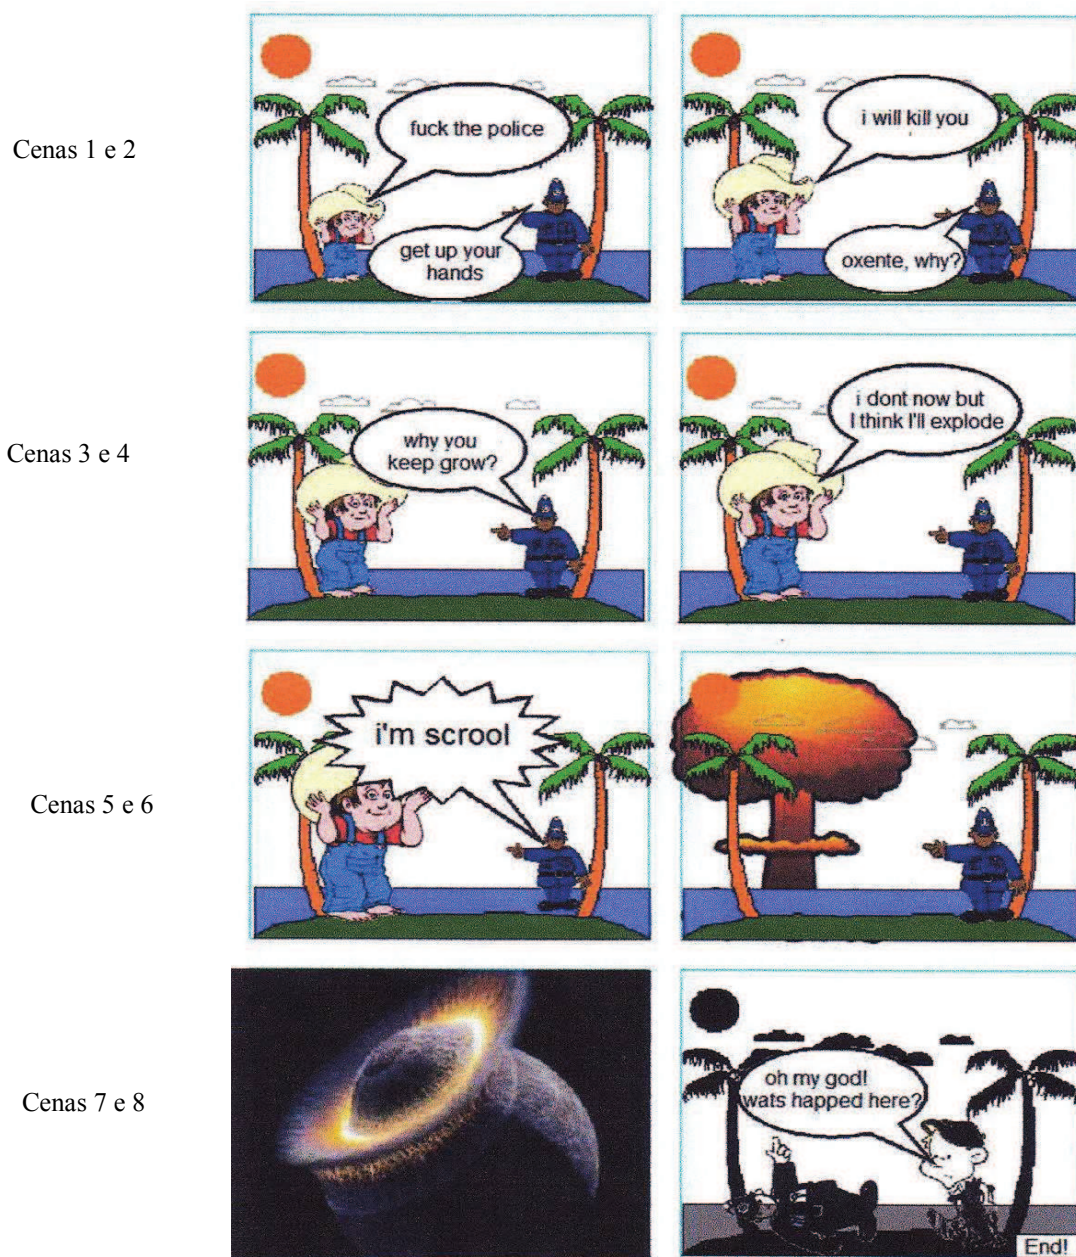 Cenas 1 e 2
fuck the police
get up your
hands
i will kill you
oxente, why?
Cenas 3 e 4
why you
keep grow?
i dont now but
I think I'll explode
Cenas 5 e 6
i'm scrool
Cenas 7 e 8
oh my god!
wats happed here?
End!